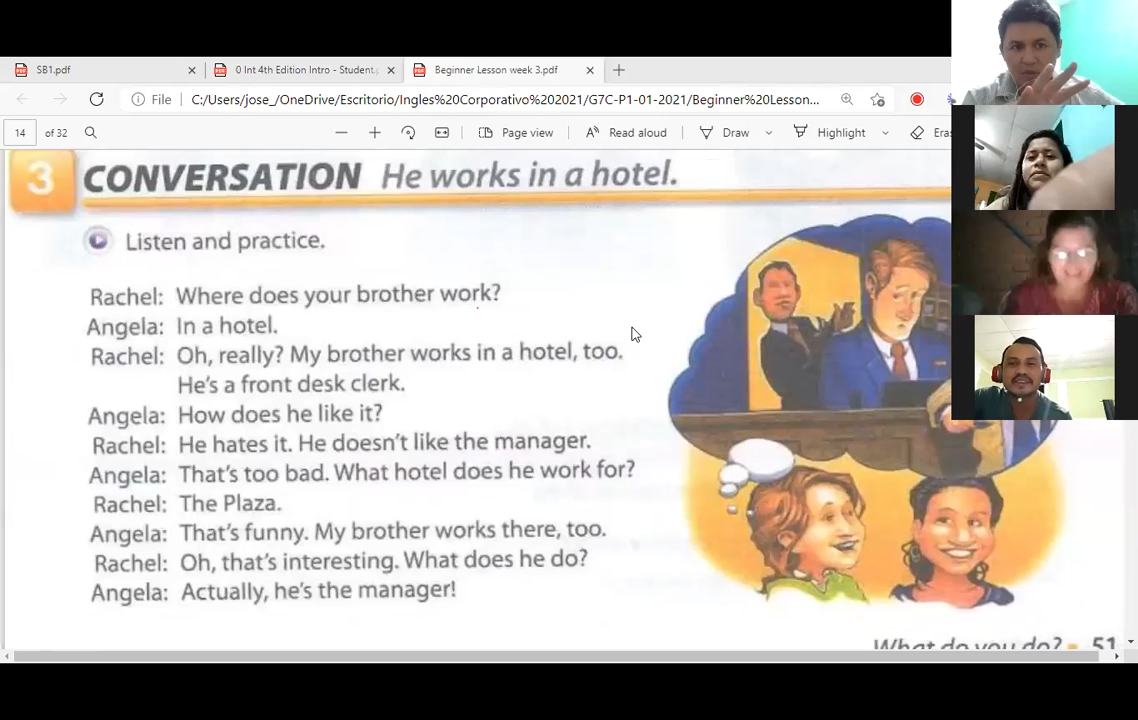 SB1.pdf
0 Int 4th Edition Intro - Student.
Beginner Lesson week 3.pdf
File
C:/Users/jose_/OneDrive/Escritorio/Ingles%20Corporativo%202021/G7C-P1-01-2021/Beginner%20Lesson...
14 of 32
Page view
Read aloud
Draw
Highlight
Eras
3 CONVERSATION He works in a hotel.
Listen and practice.
Rachel: Where does your brother work?
Angela: In a hotel.
Rachel: Oh, really? My brother works in a hotel, too.
He's a front desk clerk.
Angela: How does he like it?
Rachel: He hates it. He doesn't like the manager.
Angela: That's too bad. What hotel does he work for?
Rachel: The Plaza.
Angela: That's funny. My brother works there, too.
Rachel: Oh, that's interesting. What does he do?
Angela: Actually, he's the manager!
What do you do? 51